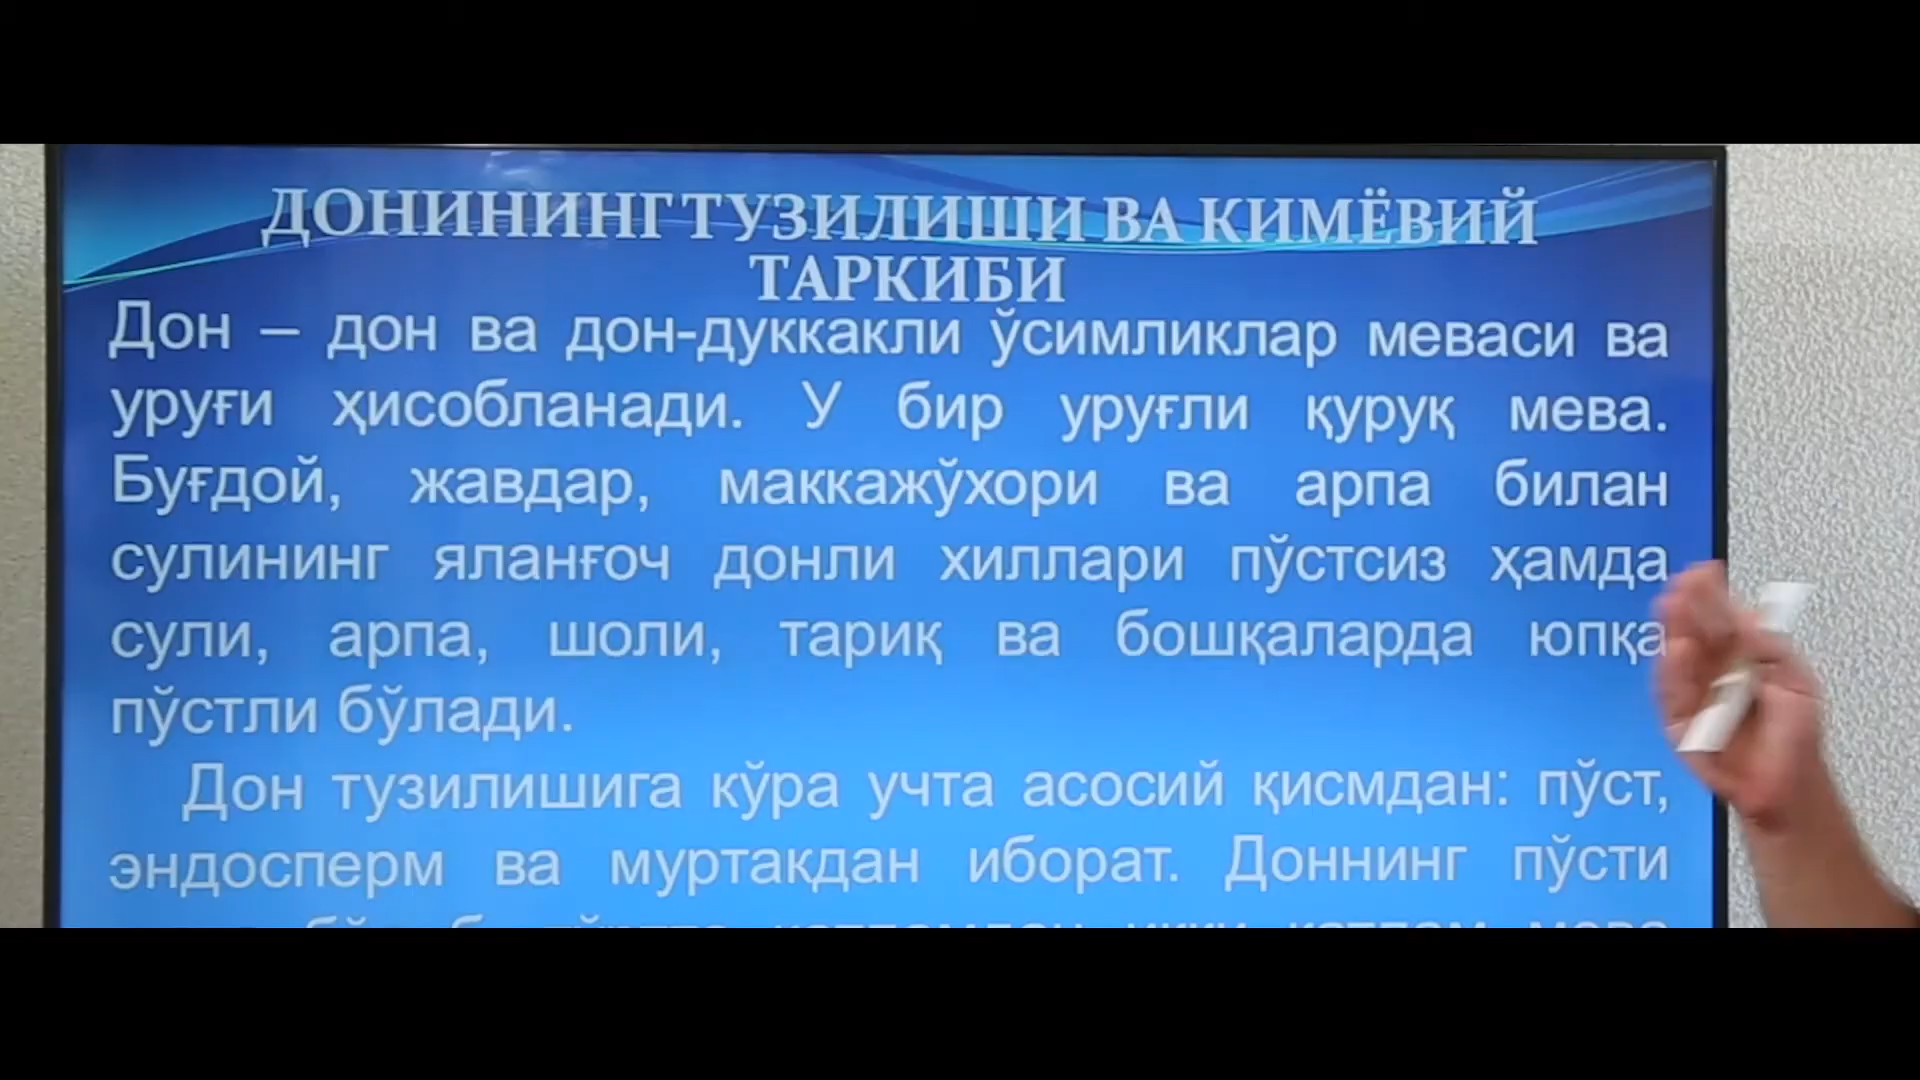 ДОНИНИНГ ТУЗИЛИШИ ВА КИМЁВИЙ
ТАРКИБИ
Дон – дон ва дон-дуккакли ўсимликлар меваси ва
уруғи ҳисобланади. У бир уруғли қуруқ мева.
Буғдой, жавдар, маккажўхори ва арпа билан
сулининг яланғоч донли хиллари пўстсиз ҳамда
сули, арпа, шоли, тариқ ва бошқаларда юпқа
пўстли бўлади.
Дон тузилишига кўра учта асосий қисмдан: пўст,
эндосперм ва муртакдан иборат. Доннинг пўсти